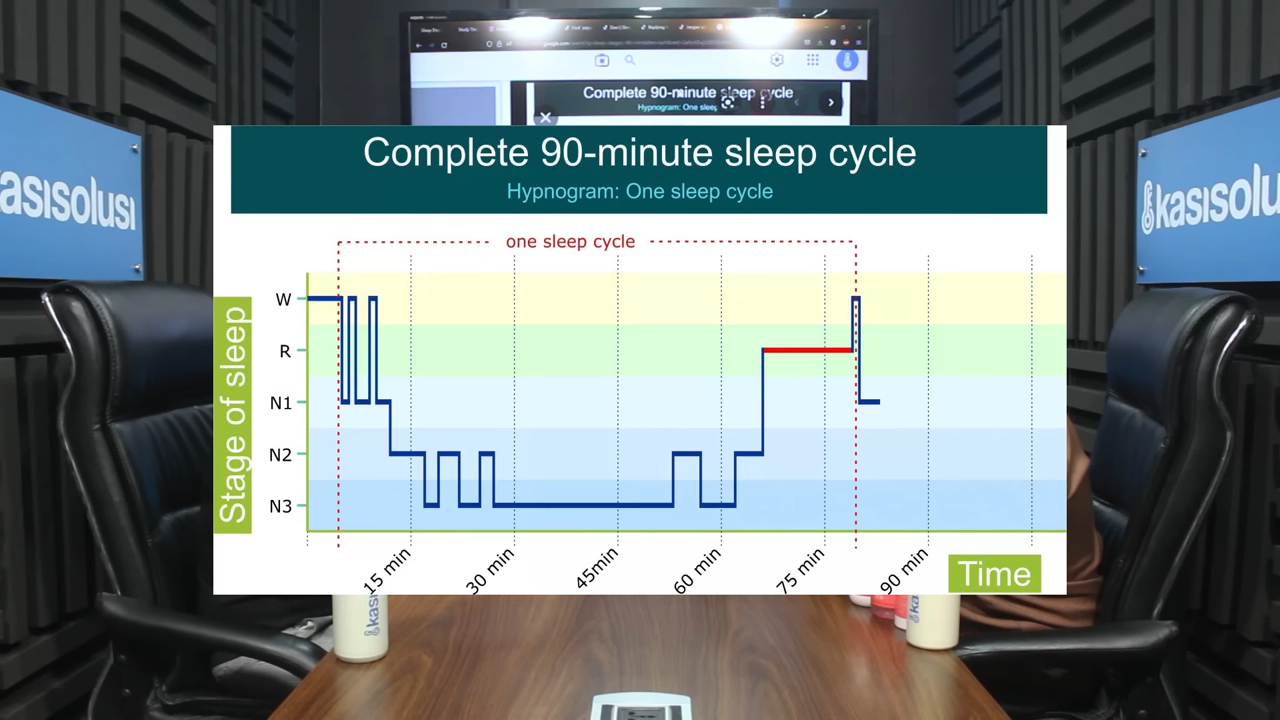 Complete 90-minute sleep cycle
Hypnogram: One sleep
Complete 90-minute sleep cycle
Hypnogram: One sleep cycle
one sleep cycle
Stage of sleep
W
R
N1
N2
N3
15 min
30 min
45min
60 min
75 min
90 min
Time
kasisolusi